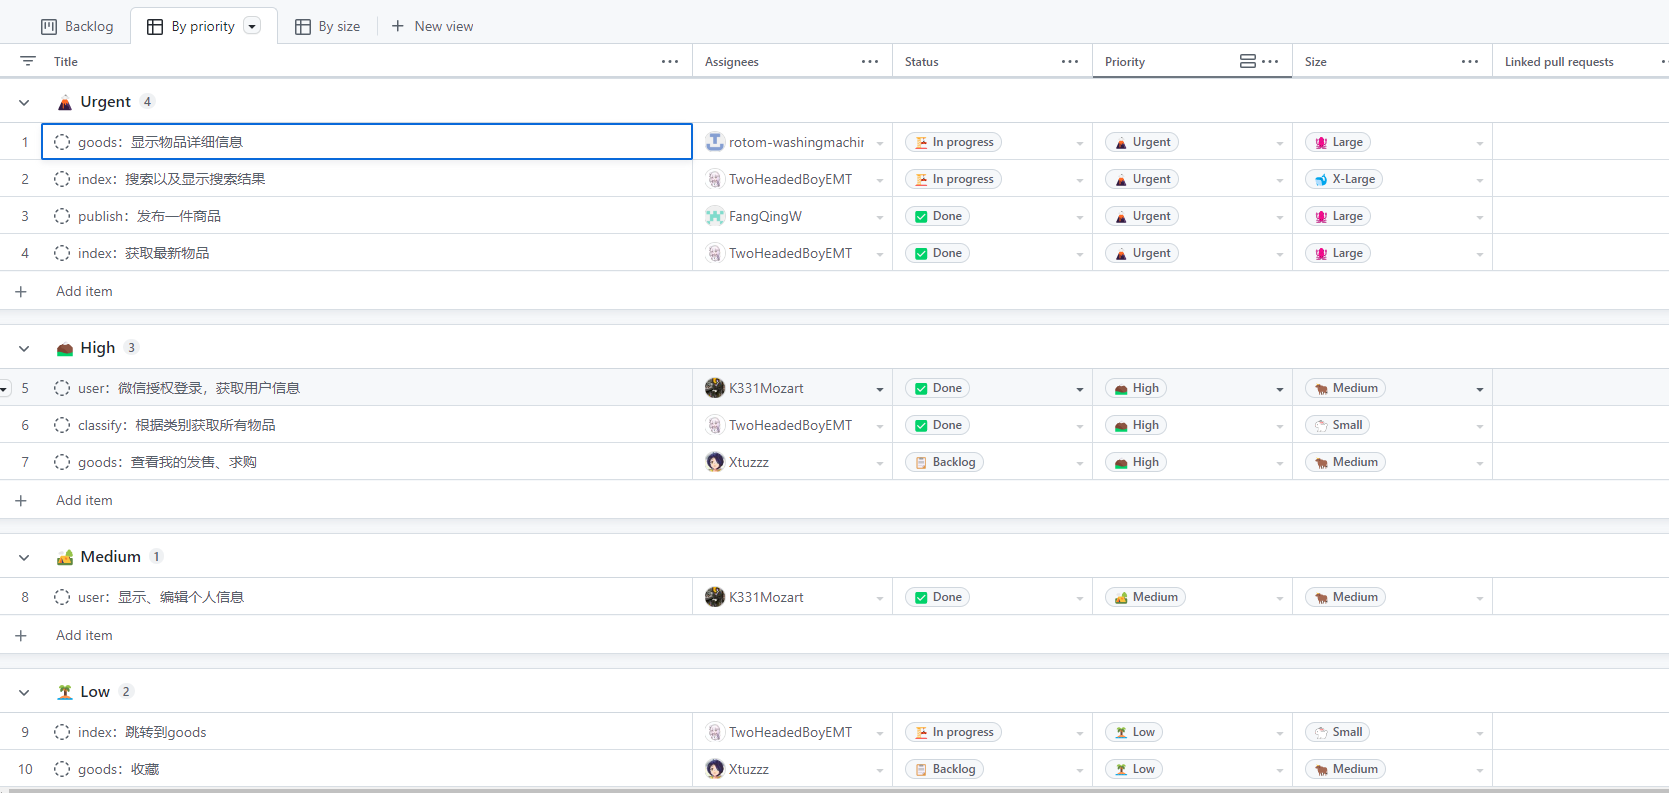 Backlog By priority By size New view
Title Assignees Status Priority Size Linked pull requests
Urgent 4
1 goods：显示物品详细信息 rotom-washingmachin In progress Urgent Large
2 index：搜索以及显示搜索结果 TwoHeadedBoyEMT In progress Urgent X-Large
3 publish：发布一件商品 FangQingW Done Urgent Large
4 index：获取最新物品 TwoHeadedBoyEMT Done Urgent Large
Add item
High 3
5 user：微信授权登录，获取用户信息 K331Mozart Done High Medium
6 classify：根据类别获取所有物品 TwoHeadedBoyEMT Done High Small
7 goods：查看我的发售、求购 Xtuzzz Backlog High Medium
Add item
Medium 1
8 user：显示、编辑个人信息 K331Mozart Done Medium Medium
Add item
Low 2
9 index：跳转到goods TwoHeadedBoyEMT In progress Low Small
10 goods：收藏 Xtuzzz Backlog Low Medium